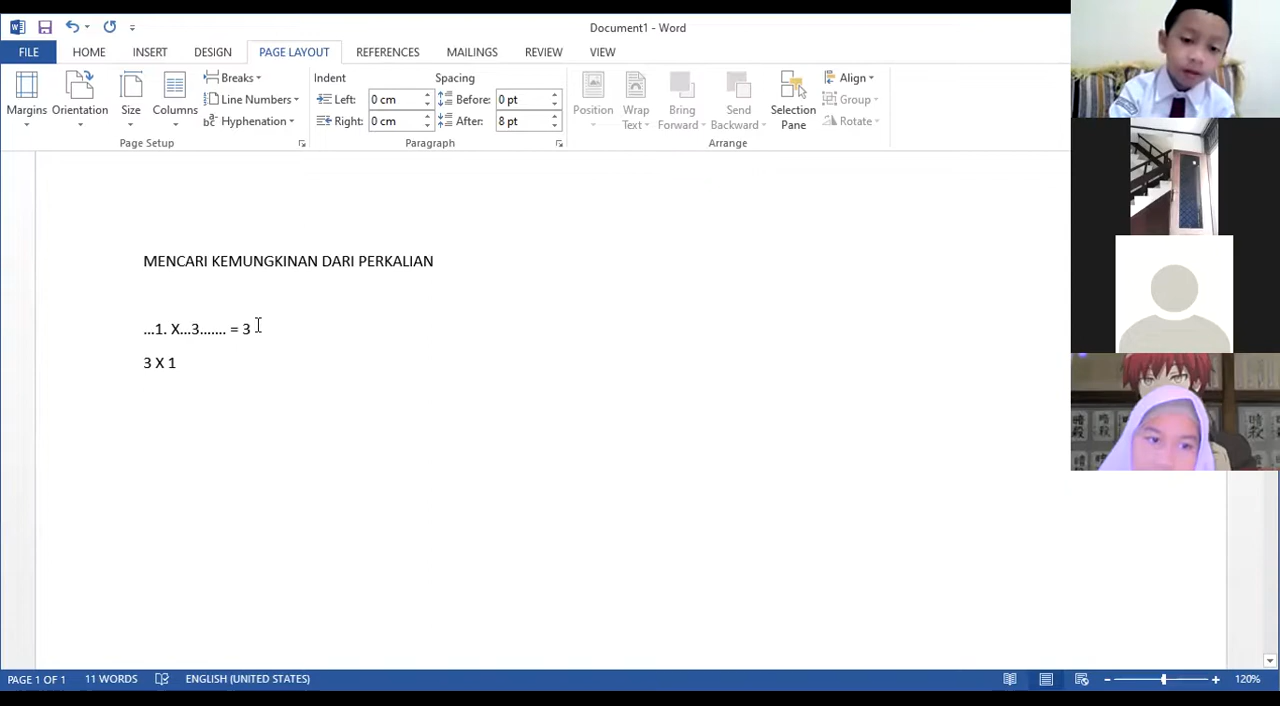 Document1 - Word
FILE HOME INSERT DESIGN PAGE LAYOUT REFERENCES MAILINGS REVIEW VIEW
Margins
Orientation
Size
Columns
Breaks
Line Numbers
Hyphenation
Page Setup
Indent
Left: 0 cm
Right: 0 cm
Spacing
Before: 0 pt
After: 8 pt
Paragraph
Position
Wrap
Text
Bring
Forward
Send
Backward
Selection
Pane
Align
Group
Rotate
Arrange
MENCARI KEMUNGKINAN DARI PERKALIAN
...1. X...3....... = 3
3 X 1
暗殺
PAGE 1 OF 1 11 WORDS ENGLISH (UNITED STATES) 120%